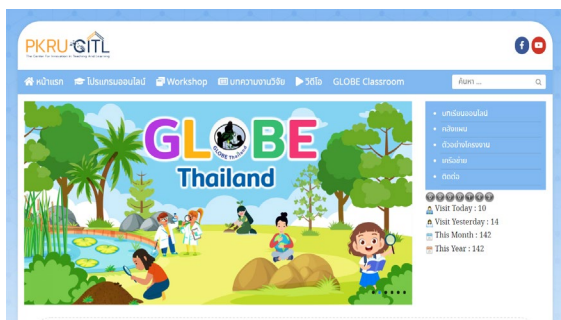 PKRU GITL
The Center for Innovation in Teaching and Learning
หน้าแรก โปรแกรมออนไลน์ Workshop บทความงานวิจัย วิดีโอ GLOBE Classroom
ค้นหา ...
GLOBE
GLOBE Thailand
Thailand
บทเรียนออนไลน์
คลังแผน
ตัวอย่างโครงงาน
เครือข่าย
ติดต่อ
Visit Today : 10
Visit Yesterday : 14
This Month : 142
This Year : 142